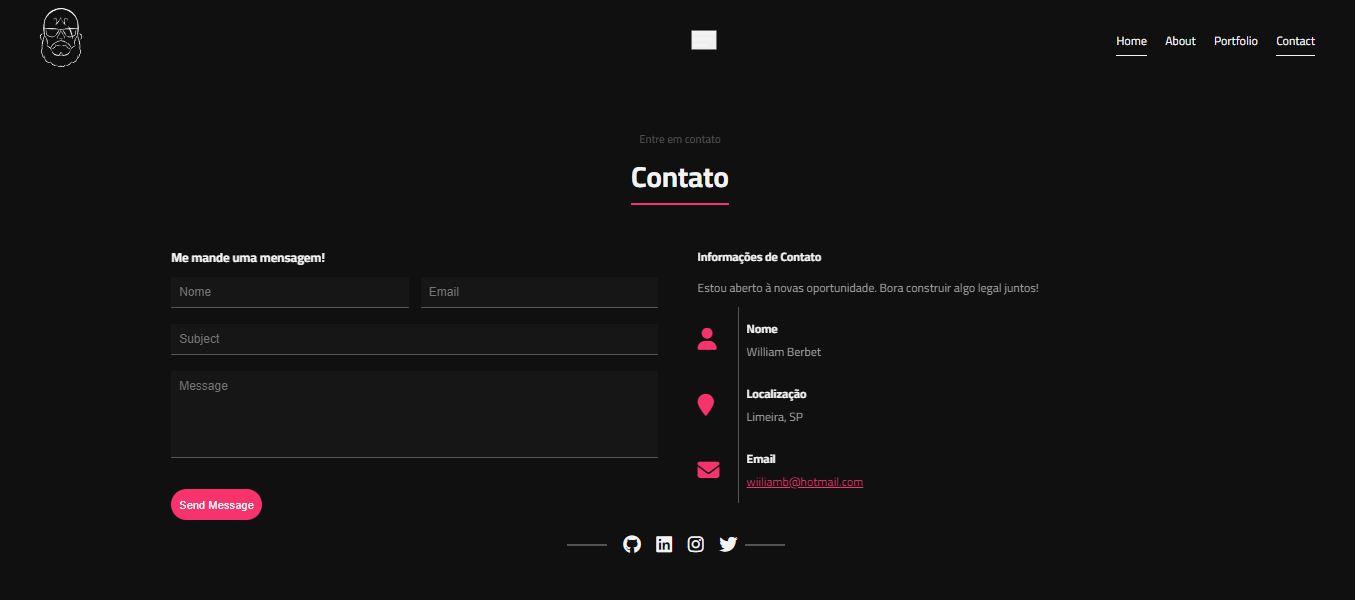 Home About Portfolio Contact
Entre em contato
Contato
Me mande uma mensagem!
Nome Email
Subject
Message
Send Message
Informações de Contato
Estou aberto à novas oportunidade. Bora construir algo legal juntos!
Nome
William Berbet
Localização
Limeira, SP
Email
wiiliamb@hotmail.com